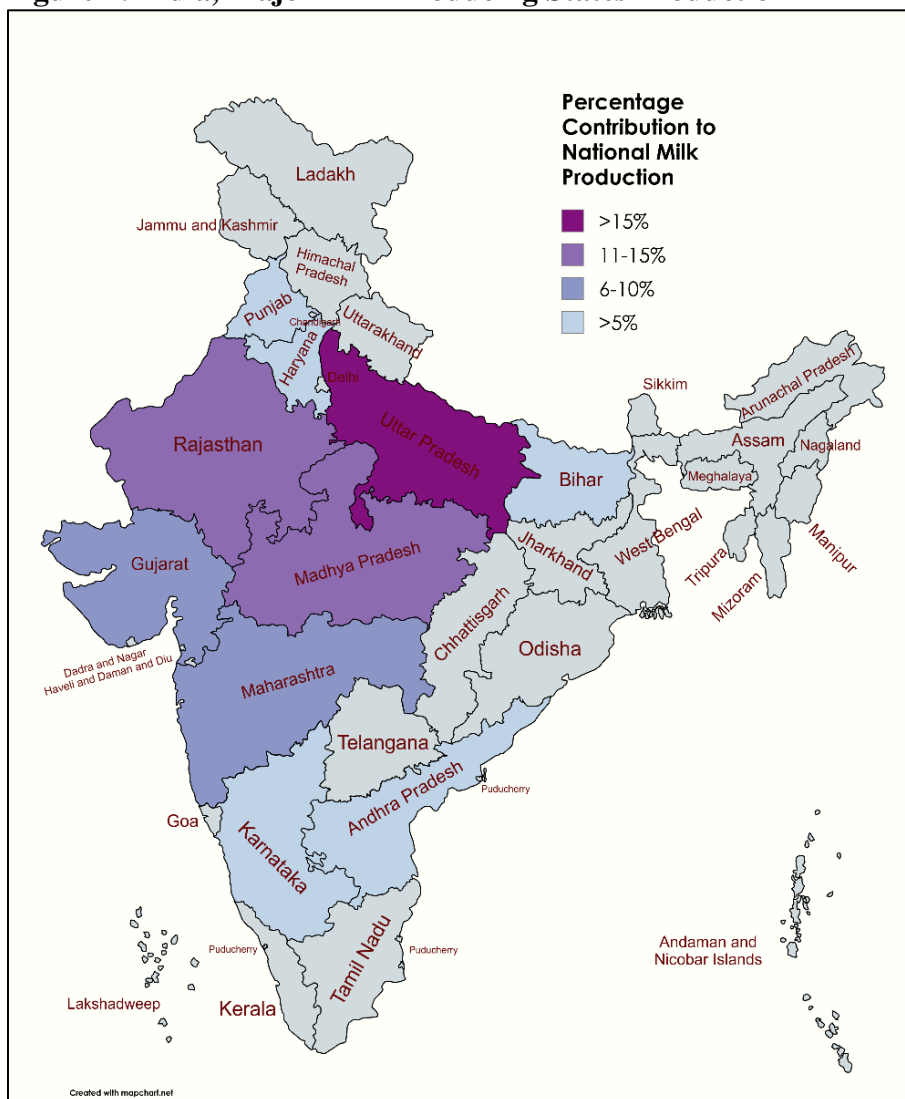 Percentage
Contribution to
National Milk
Production
>15%
11-15%
6-10%
>5%
Ladakh
Jammu and Kashmir
Himachal
Pradesh
Punjab
Chandigarh
Uttarakhand
Haryana
Delhi
Rajasthan
Uttar Pradesh
Bihar
Sikkim
Arunachal Pradesh
Assam
Nagaland
Meghalaya
Manipur
Tripura
Mizoram
West Bengal
Jharkhand
Gujarat
Madhya Pradesh
Chhattisgarh
Odisha
Dadra and Nagar
Haveli and Daman and Diu
Maharashtra
Telangana
Andhra Pradesh
Puducherry
Goa
Karnataka
Puducherry
Tamil Nadu
Puducherry
Kerala
Lakshadweep
Andaman and
Nicobar Islands
Created with mapchart.net